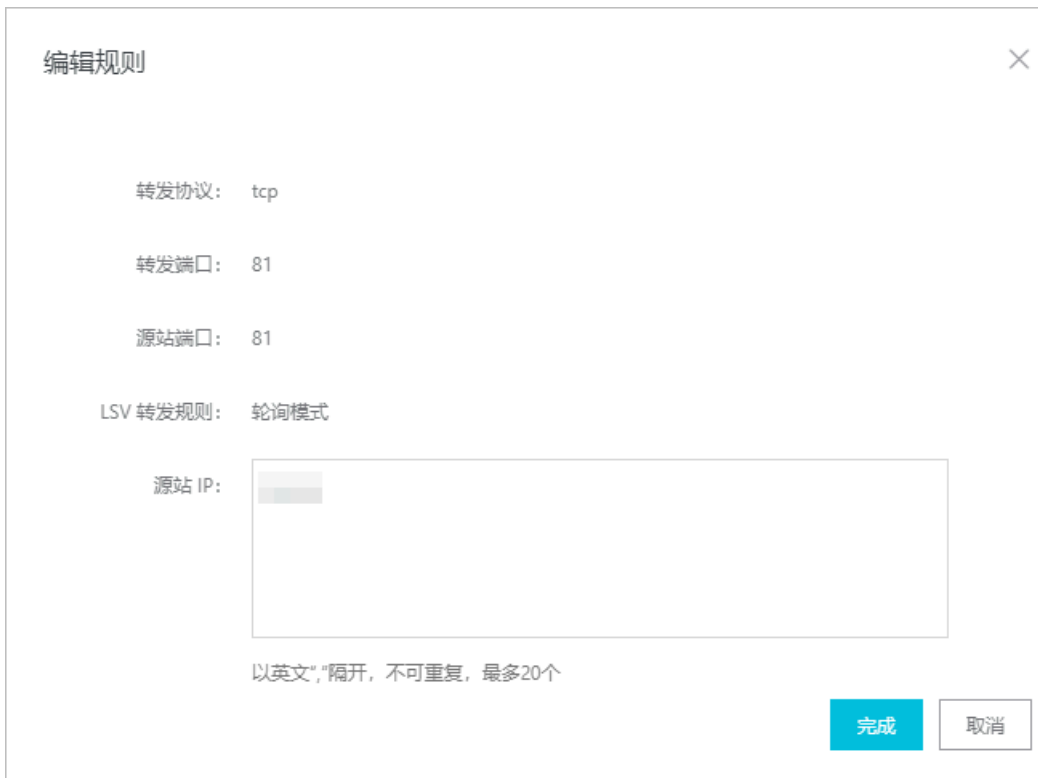 编辑规则
转发协议： tcp
转发端口： 81
源站端口： 81
LSV 转发规则： 轮询模式
源站 IP：
以英文","隔开，不可重复，最多20个
完成 取消